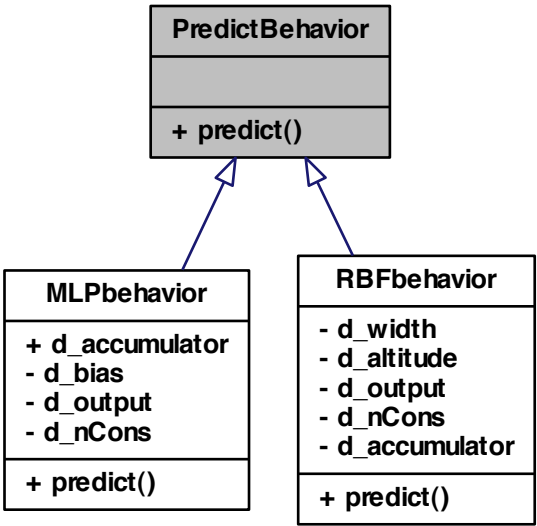 PredictBehavior
+ predict()
MLPbehavior
+ d_accumulator
- d_bias
- d_output
- d_nCons
+ predict()
RBFbehavior
- d_width
- d_altitude
- d_output
- d_nCons
- d_accumulator
+ predict()